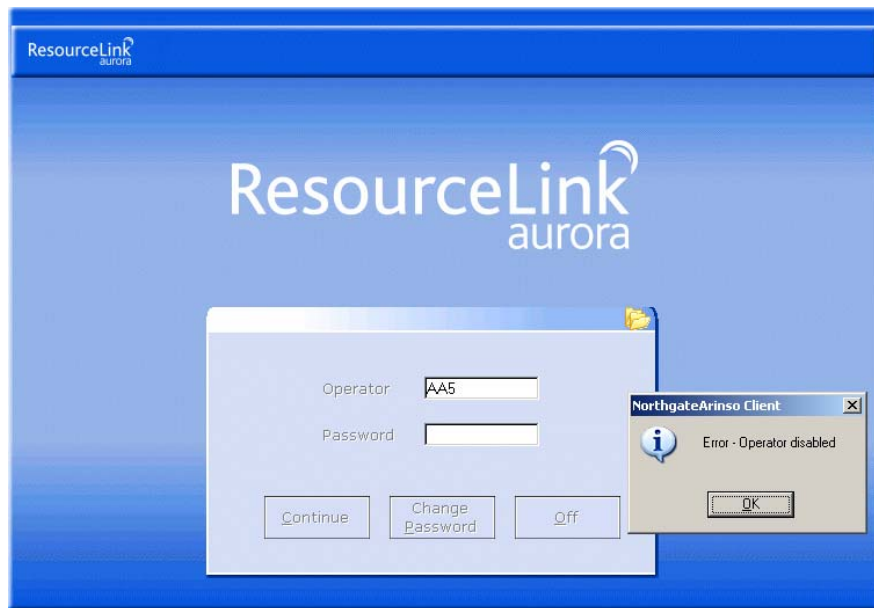 ResourceLink
aurora
ResourceLink
aurora
Operator AA5
Password
Continue
Change
Password
Off
NorthgateArinso Client
Error - Operator disabled
OK